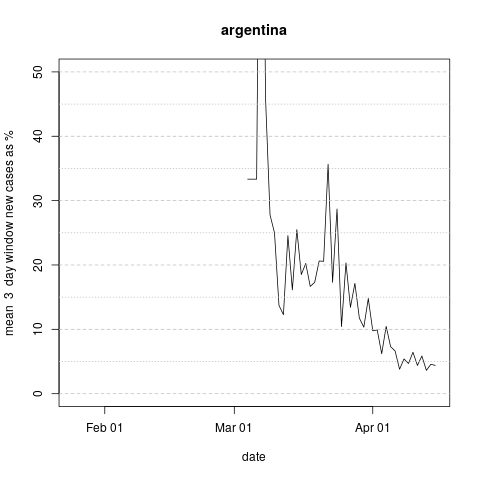 argentina
mean  3  day window new cases as %
50
40
30
20
10
0
Feb 01
Mar 01
Apr 01
date